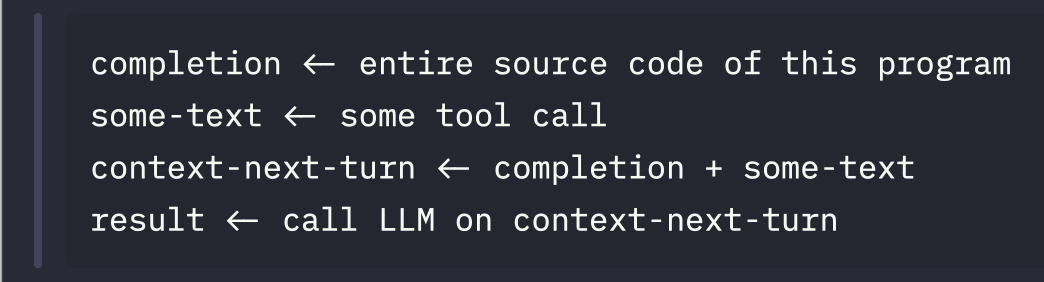 completion ← entire source code of this program
some-text ← some tool call
context-next-turn ← completion + some-text
result ← call LLM on context-next-turn